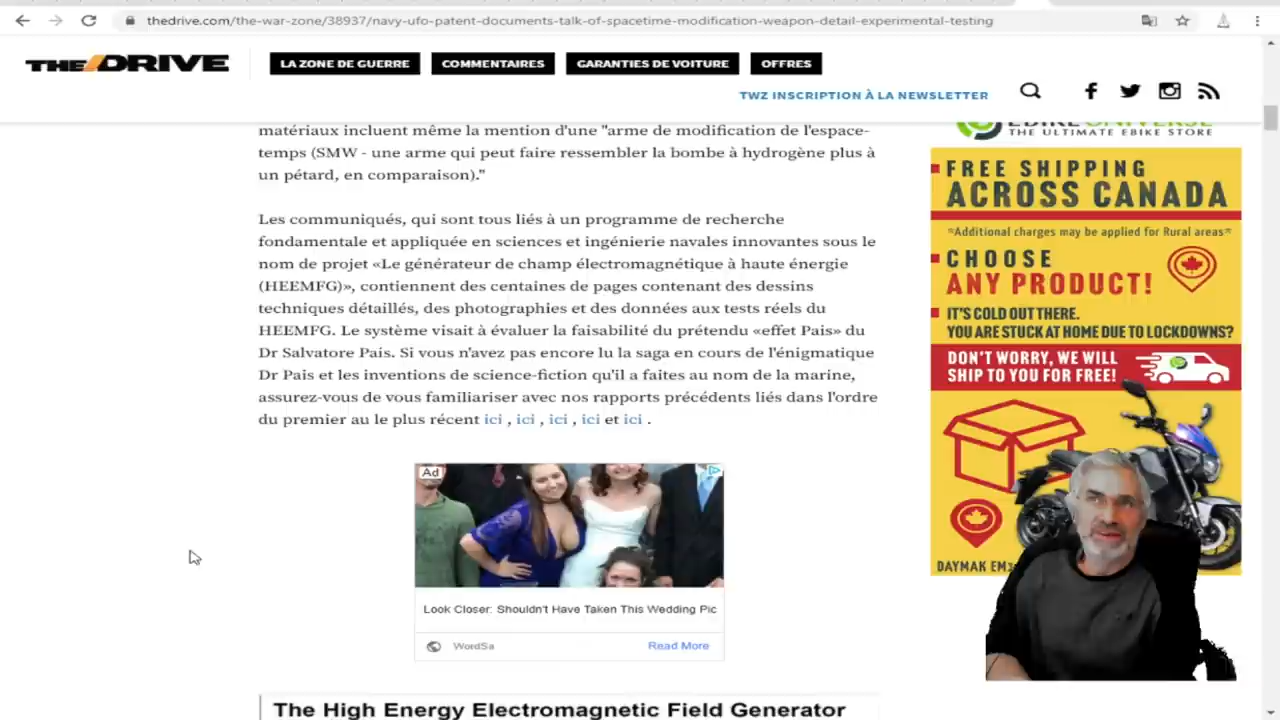 thedrive.com/the-war-zone/38937/navy-ufo-patent-documents-talk-of-spacetime-modification-weapon-detail-experimental-testing
THE/DRIVE
LA ZONE DE GUERRE
COMMENTAIRES
GARANTIES DE VOITURE
OFFRES
TWZ INSCRIPTION À LA NEWSLETTER
matériaux incluent même la mention d'une "arme de modification de l'espace-
temps (SMW - une arme qui peut faire ressembler la bombe à hydrogène plus à
un pétard, en comparaison)."
Les communiqués, qui sont tous liés à un programme de recherche
fondamentale et appliquée en sciences et ingénierie navales innovantes sous le
nom de projet «Le générateur de champ électromagnétique à haute énergie
(HEEMFG)», contiennent des centaines de pages contenant des dessins
techniques détaillés, des photographies et des données aux tests réels du
HEEMFG. Le système visait à évaluer la faisabilité du prétendu «effet Pais» du
Dr Salvatore Pais. Si vous n'avez pas encore lu la saga en cours de l'énigmatique
Dr Pais et les inventions de science-fiction qu'il a faites au nom de la marine,
assurez-vous de vous familiariser avec nos rapports précédents liés dans l'ordre
du premier au le plus récent ici , ici , ici , ici et ici .
Ad
Look Closer: Shouldn't Have Taken This Wedding Pic
WordSa
Read More
The High Energy Electromagnetic Field Generator
EBIKE UNIVERSE
THE ULTIMATE EBIKE STORE
FREE SHIPPING
ACROSS CANADA
*Additional charges may be applied for Rural areas*
CHOOSE
ANY PRODUCT!
IT'S COLD OUT THERE.
YOU ARE STUCK AT HOME DUE TO LOCKDOWNS?
DON'T WORRY, WE WILL
SHIP TO YOU FOR FREE!
DAYMAK